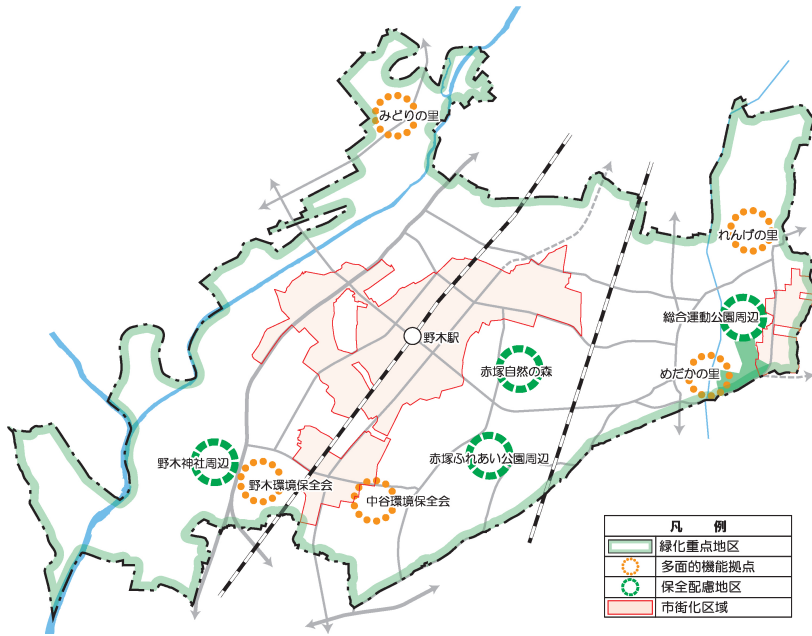 みどりの里
れんげの里
総合運動公園周辺
野木駅
赤塚自然の森
めだかの里
野木神社周辺
赤塚ふれあい公園周辺
野木環境保全会
中谷環境保全会
凡 例
緑化重点地区
多面的機能拠点
保全配慮地区
市街化区域